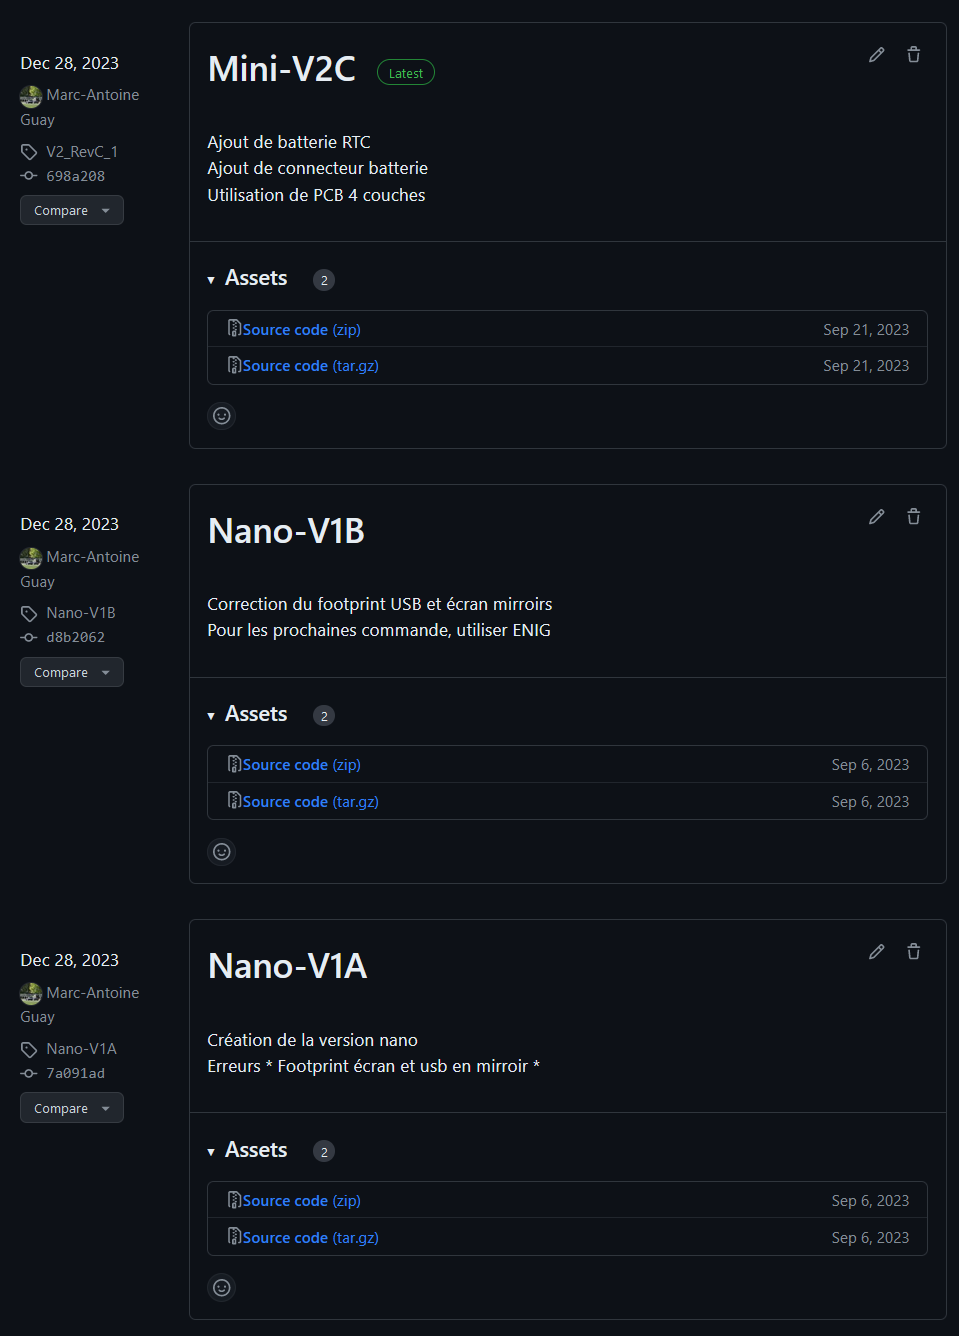 Dec 28, 2023
Marc-Antoine
Guay
V2_RevC_1
698a208
Compare
Mini-V2C Latest
Ajout de batterie RTC
Ajout de connecteur batterie
Utilisation de PCB 4 couches
Assets 2
Source code (zip) Sep 21, 2023
Source code (tar.gz) Sep 21, 2023
Dec 28, 2023
Marc-Antoine
Guay
Nano-V1B
d8b2062
Compare
Nano-V1B
Correction du footprint USB et écran mirroirs
Pour les prochaines commande, utiliser ENIG
Assets 2
Source code (zip) Sep 6, 2023
Source code (tar.gz) Sep 6, 2023
Dec 28, 2023
Marc-Antoine
Guay
Nano-V1A
7a091ad
Compare
Nano-V1A
Création de la version nano
Erreurs * Footprint écran et usb en mirroir *
Assets 2
Source code (zip) Sep 6, 2023
Source code (tar.gz) Sep 6, 2023